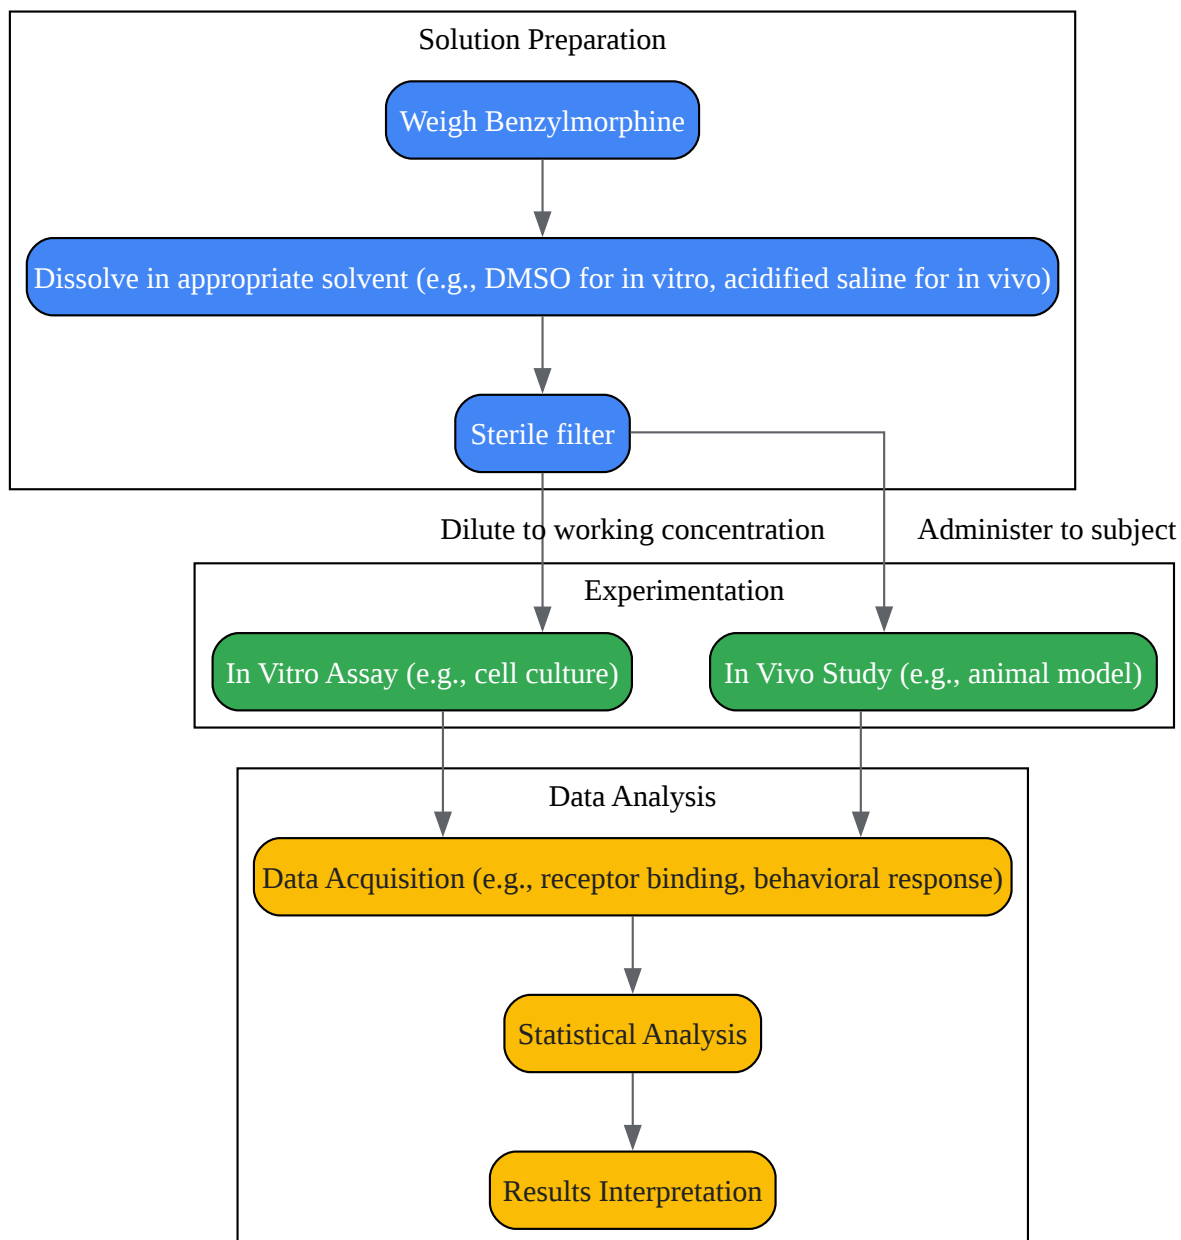 Solution Preparation
Weigh Benzylmorphine
Dissolve in appropriate solvent (e.g., DMSO for in vitro, acidified saline for in vivo)
Sterile filter
Dilute to working concentration
Administer to subject
Experimentation
In Vitro Assay (e.g., cell culture)
In Vivo Study (e.g., animal model)
Data Analysis
Data Acquisition (e.g., receptor binding, behavioral response)
Statistical Analysis
Results Interpretation